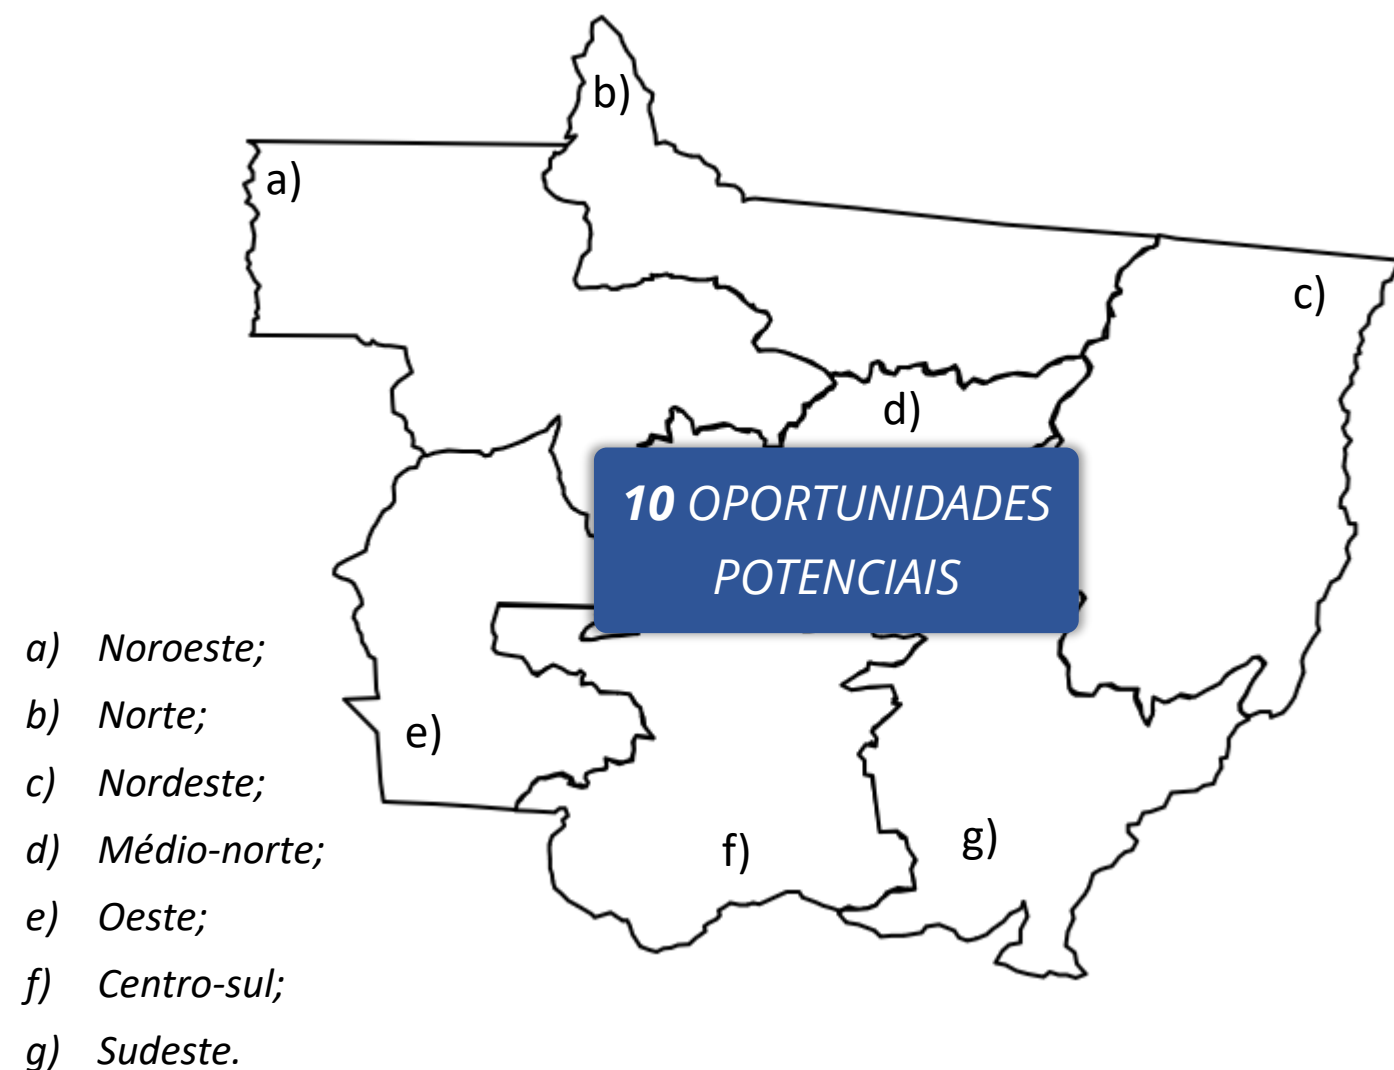 b)
a)
c)
d)
10 OPORTUNIDADES
POTENCIAIS
e)
f)
g)
a) Noroeste;
b) Norte;
c) Nordeste;
d) Médio-norte;
e) Oeste;
f) Centro-sul;
g) Sudeste.